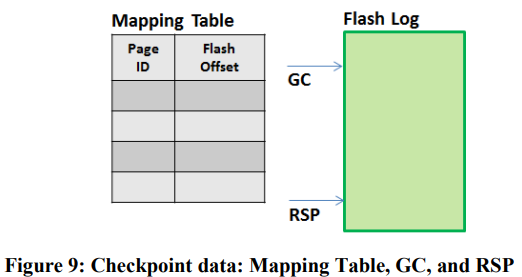 Mapping Table
Flash Log
Page ID
Flash Offset
GC
RSP
Figure 9: Checkpoint data: Mapping Table, GC, and RSP